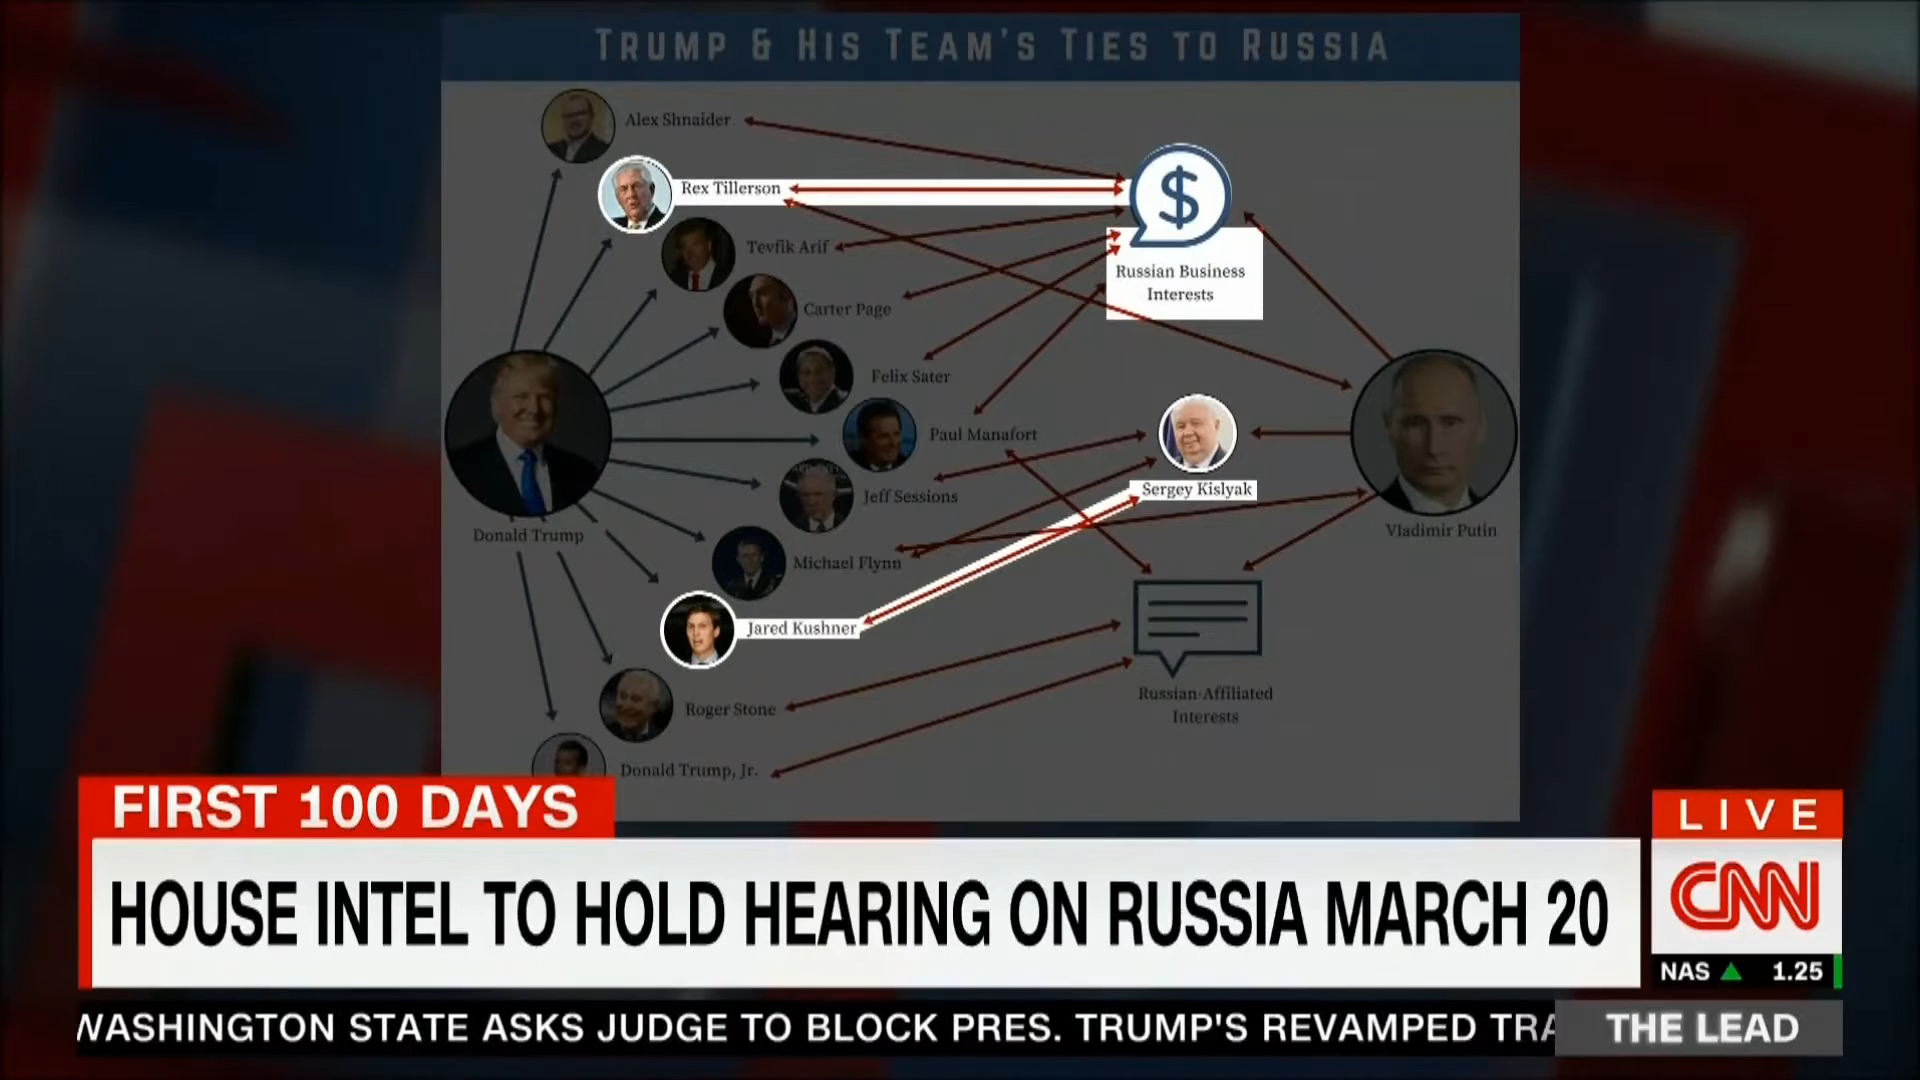 TRUMP & HIS TEAM'S TIES TO RUSSIA
Alex Shnaider
Rex Tillerson
Tevfik Arif
Carter Page
Felix Sater
Paul Manafort
Jeff Sessions
Michael Flynn
Jared Kushner
Roger Stone
Donald Trump, Jr.
Donald Trump
$
Russian Business
Interests
Sergey Kislyak
Vladimir Putin
Russian-Affiliated
Interests
FIRST 100 DAYS
HOUSE INTEL TO HOLD HEARING ON RUSSIA MARCH 20
LIVE
CNN
NAS ▲ 1.25
WASHINGTON STATE ASKS JUDGE TO BLOCK PRES. TRUMP'S REVAMPED TRA
THE LEAD